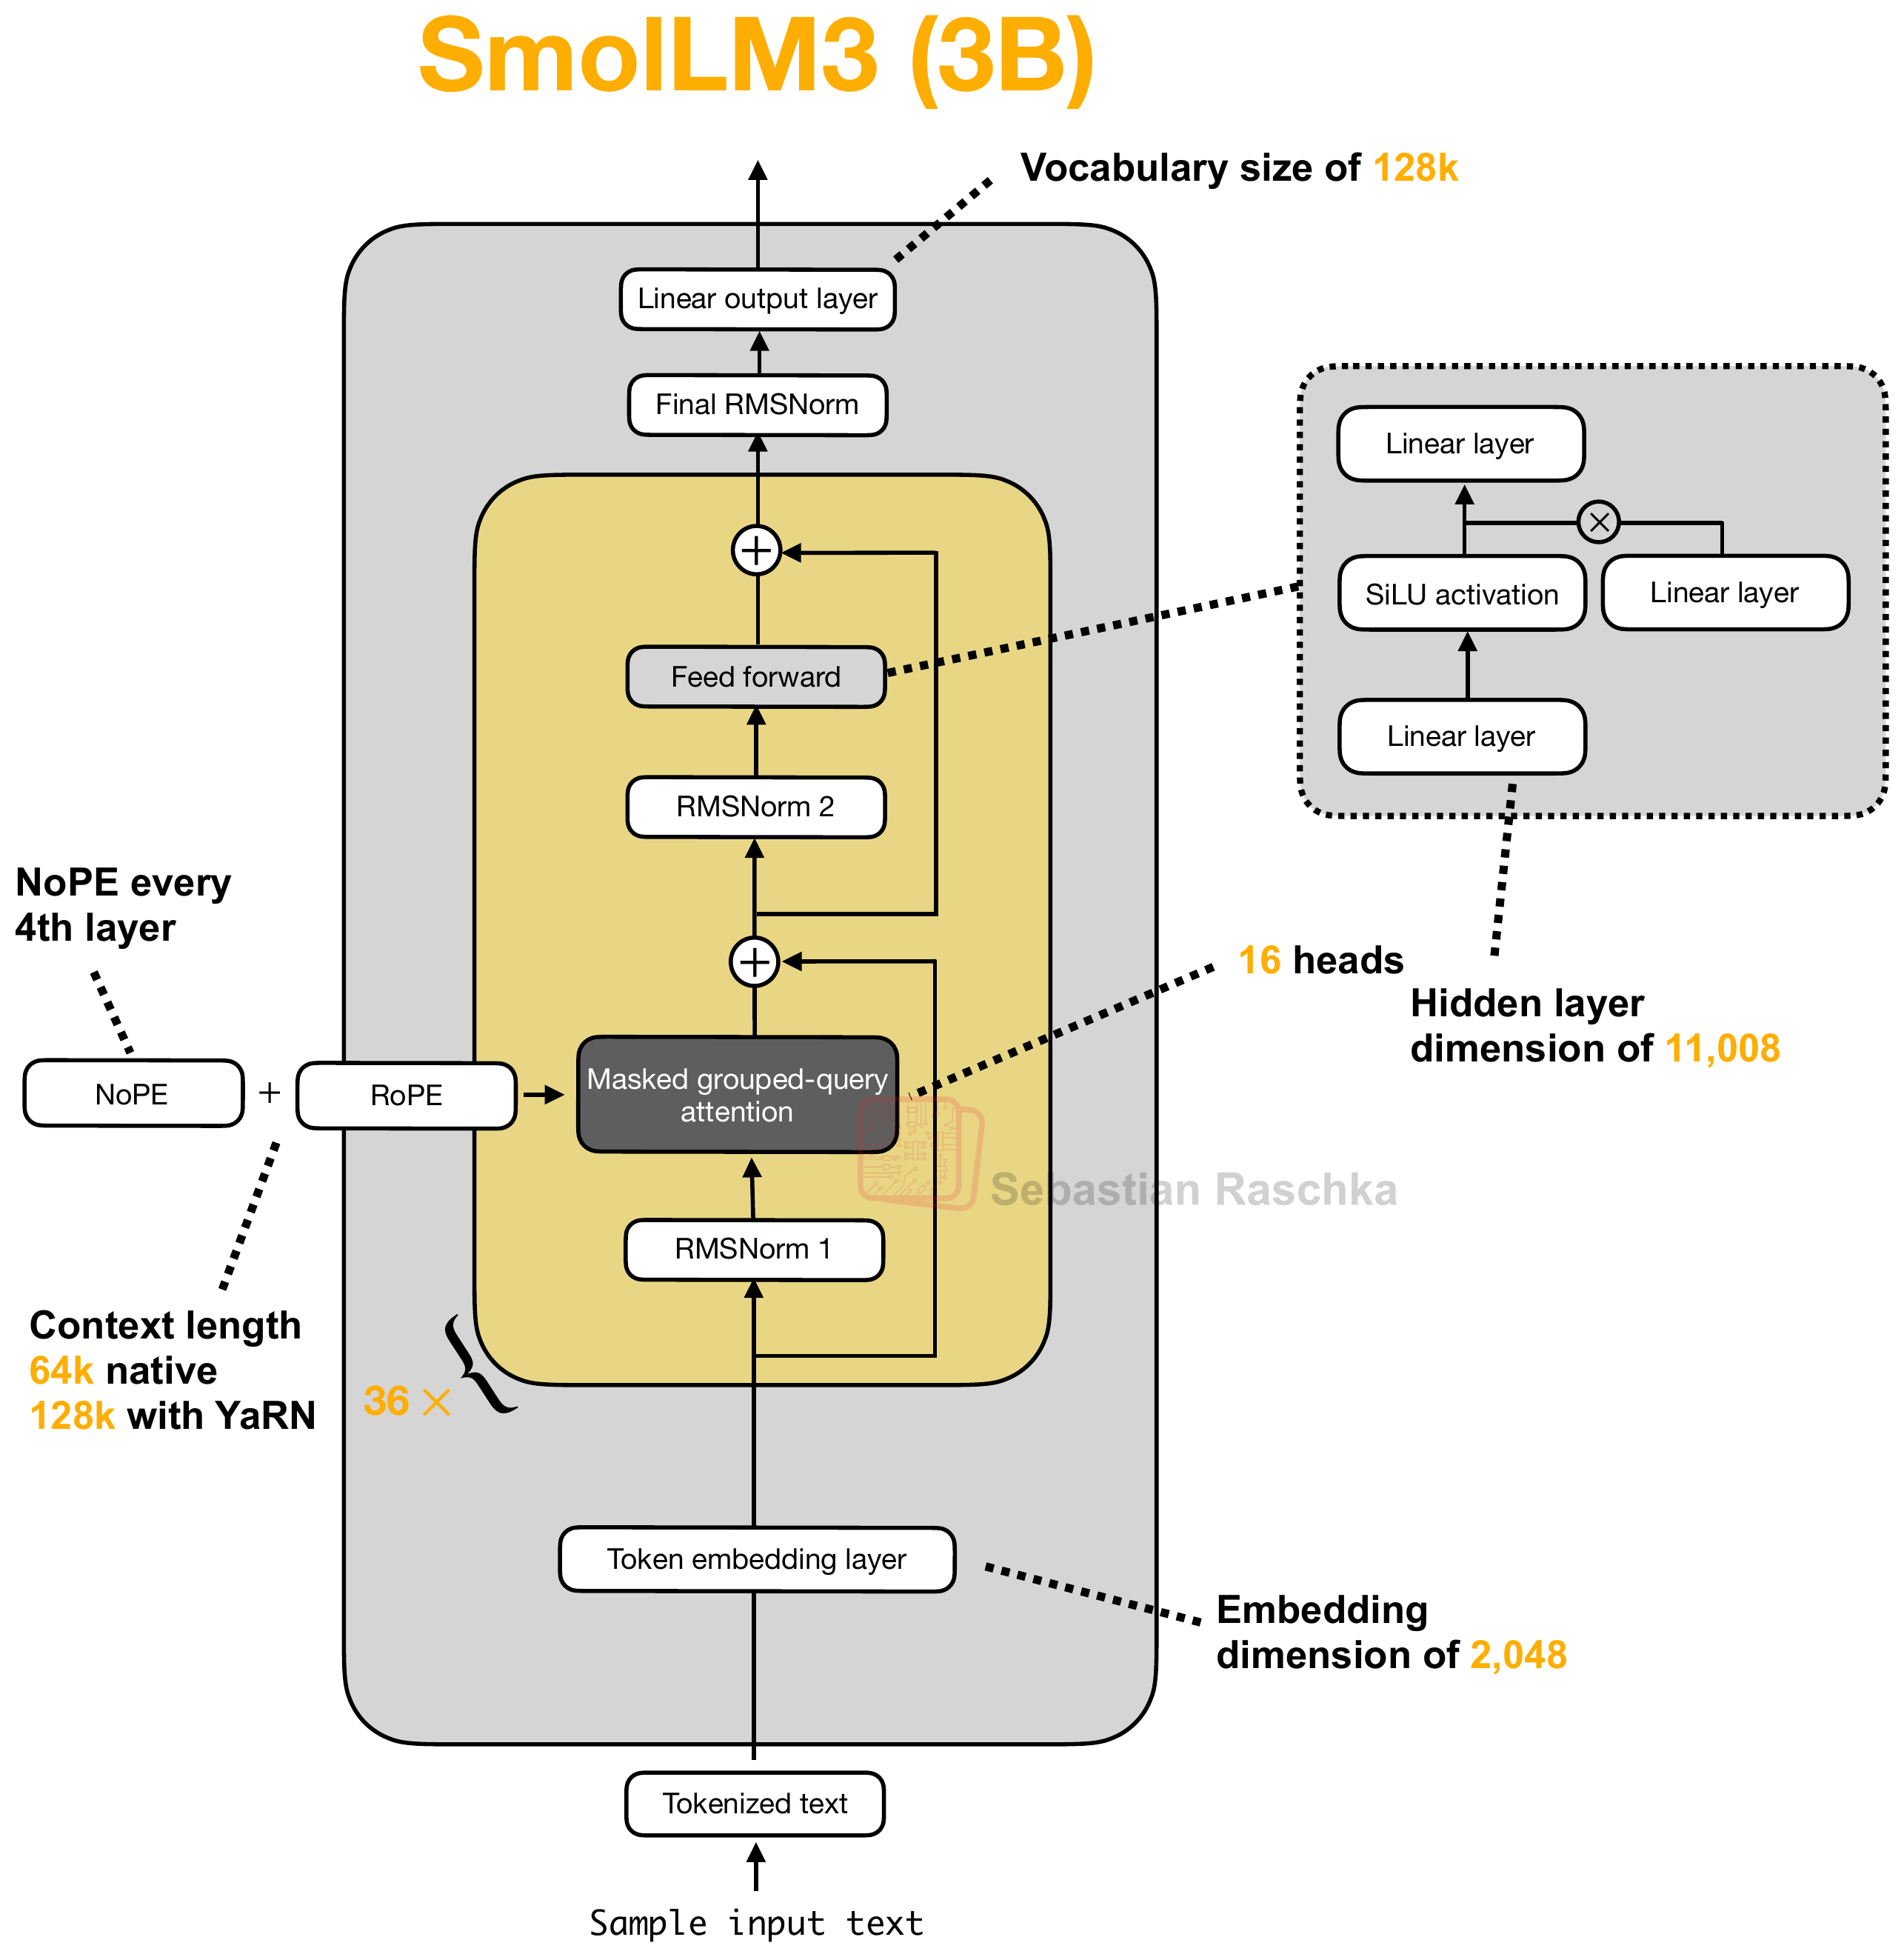 SmolLM3 (3B)
Vocabulary size of 128k
Linear output layer
Final RMSNorm
Linear layer
SiLU activation
Linear layer
Linear layer
Feed forward
RMSNorm 2
NoPE every
4th layer
16 heads
Hidden layer
dimension of 11,008
NoPE
+
RoPE
Masked grouped-query
attention
Sebastian Raschka
RMSNorm 1
Context length
64k native
128k with YaRN
36 ×
Token embedding layer
Embedding
dimension of 2,048
Tokenized text
Sample input text